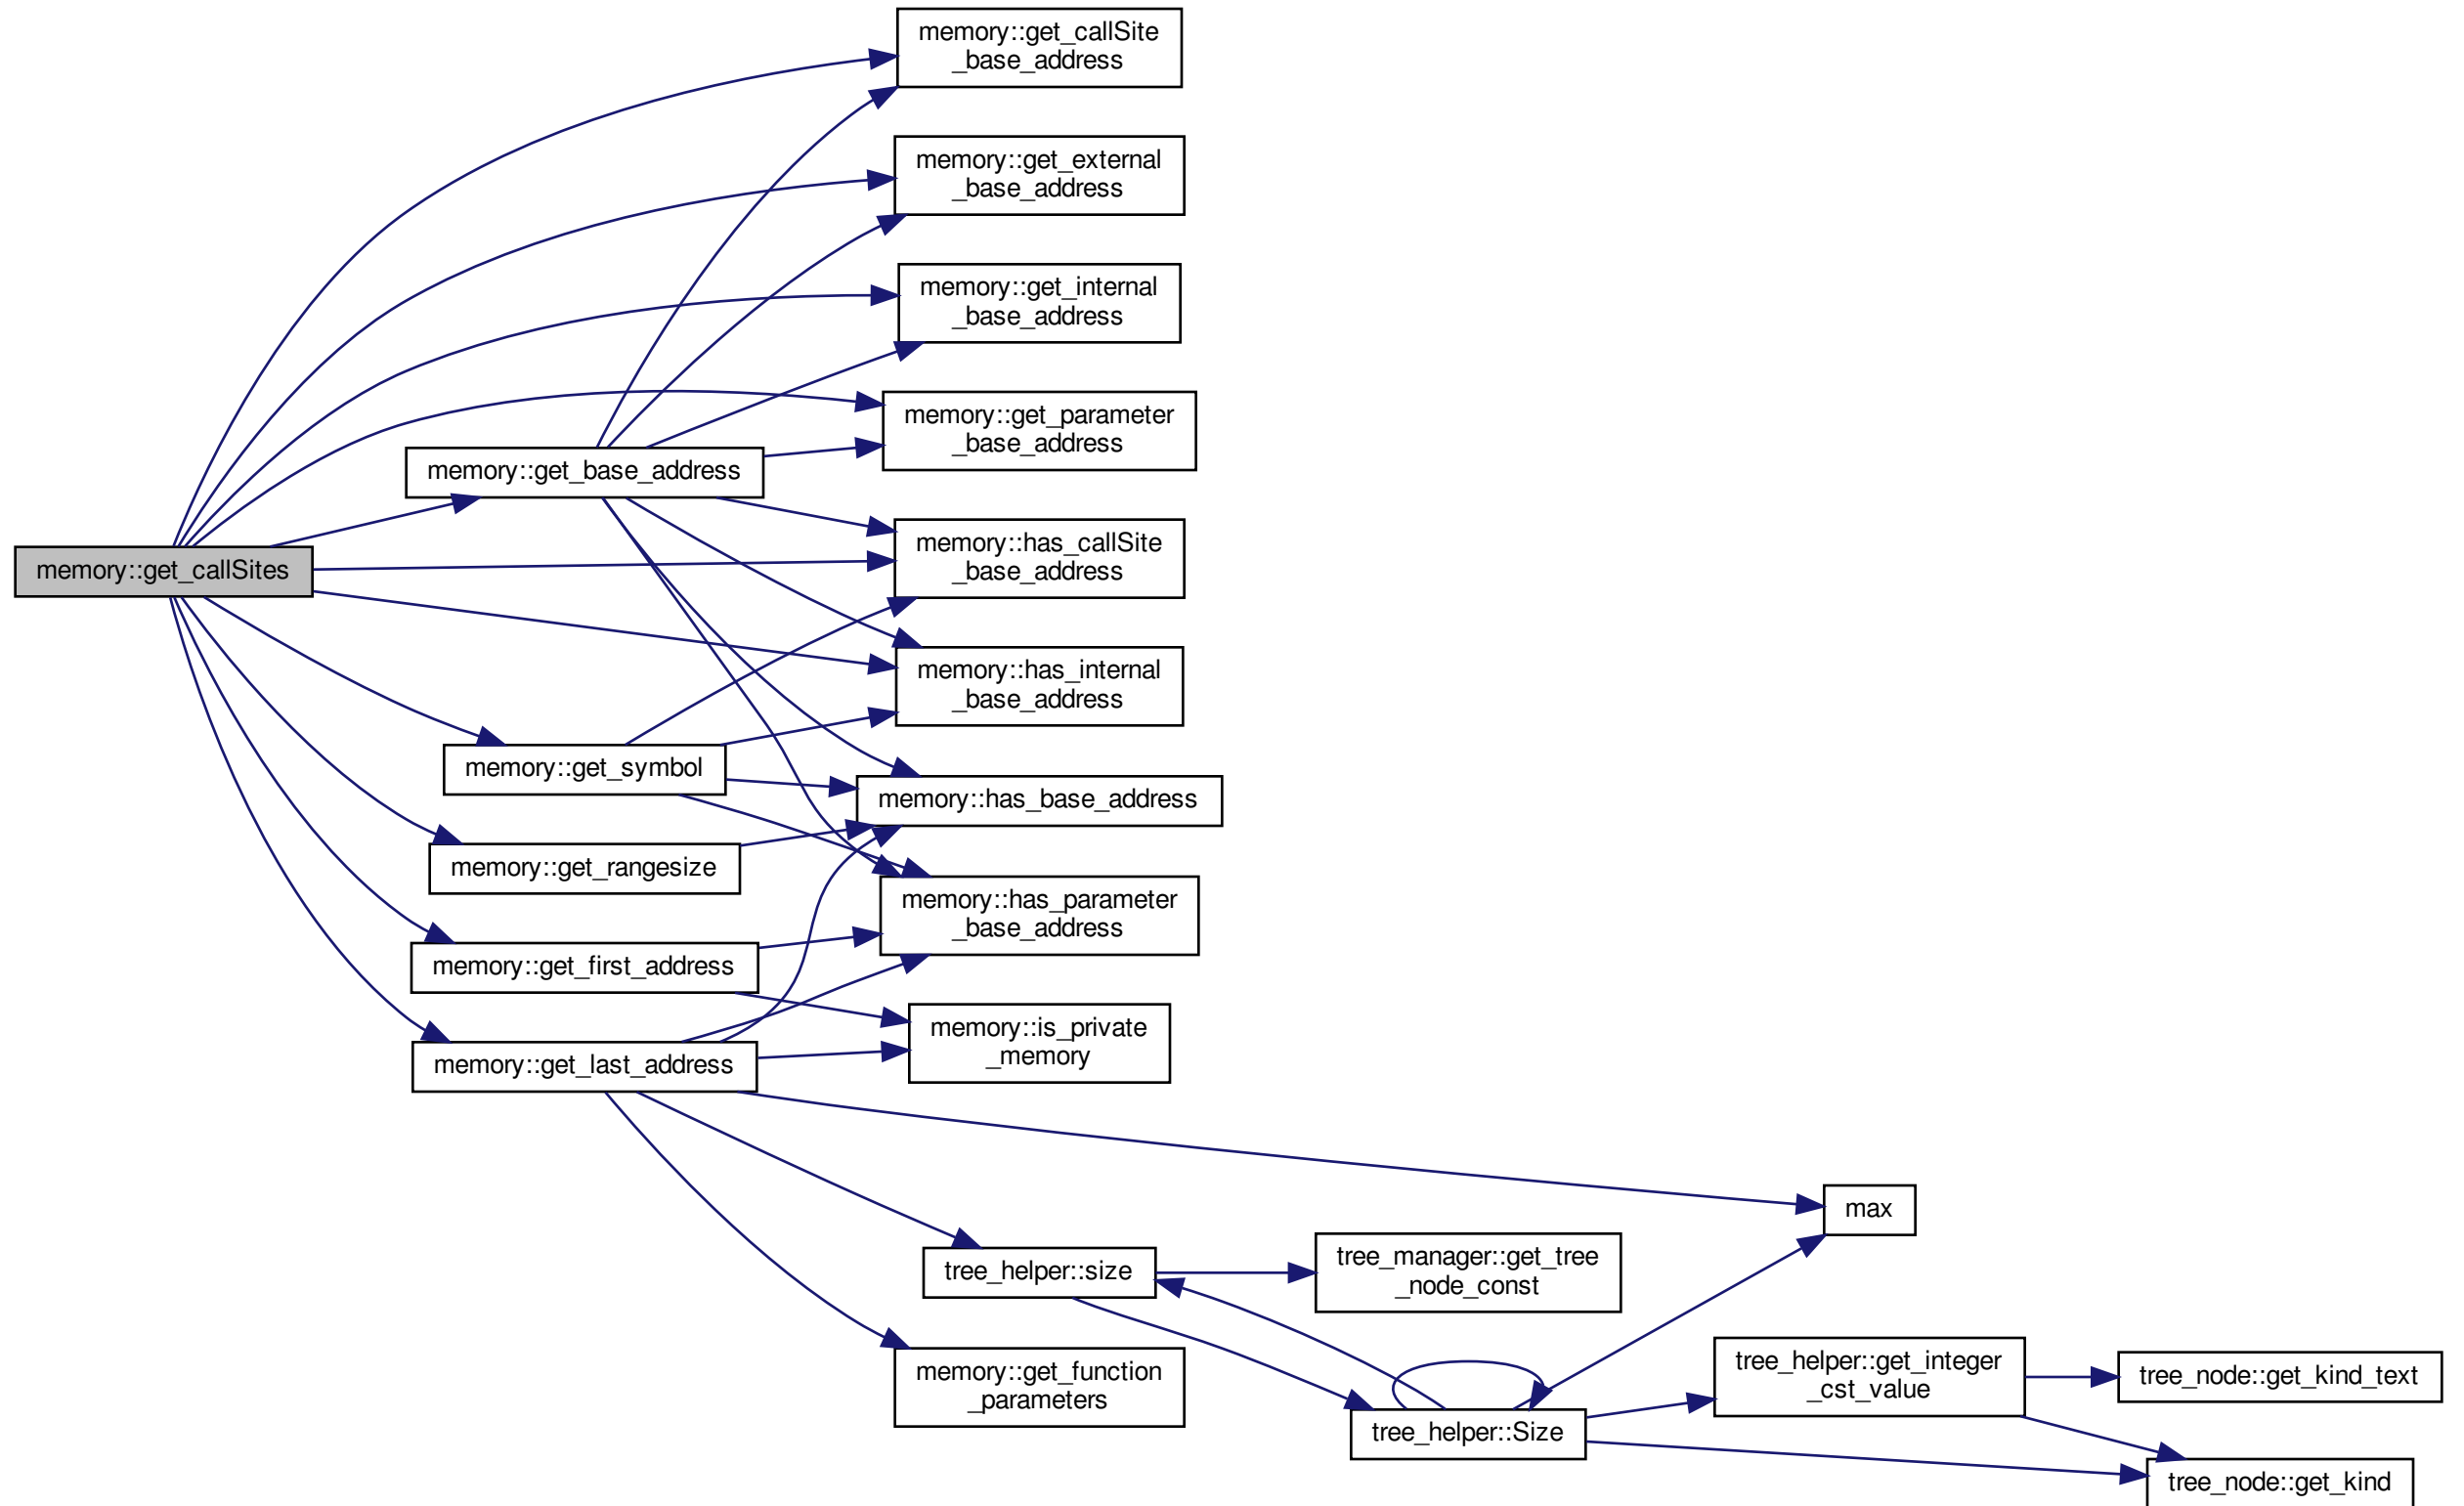 memory::get_callSite
_base_address
memory::get_external
_base_address
memory::get_internal
_base_address
memory::get_parameter
_base_address
memory::get_base_address
memory::has_callSite
_base_address
memory::get_callSites
memory::has_internal
_base_address
memory::get_symbol
memory::has_base_address
memory::get_rangesize
memory::has_parameter
_base_address
memory::get_first_address
memory::is_private
_memory
memory::get_last_address
max
tree_helper::size
tree_manager::get_tree
_node_const
memory::get_function
_parameters
tree_helper::Size
tree_helper::get_integer
_cst_value
tree_node::get_kind_text
tree_node::get_kind